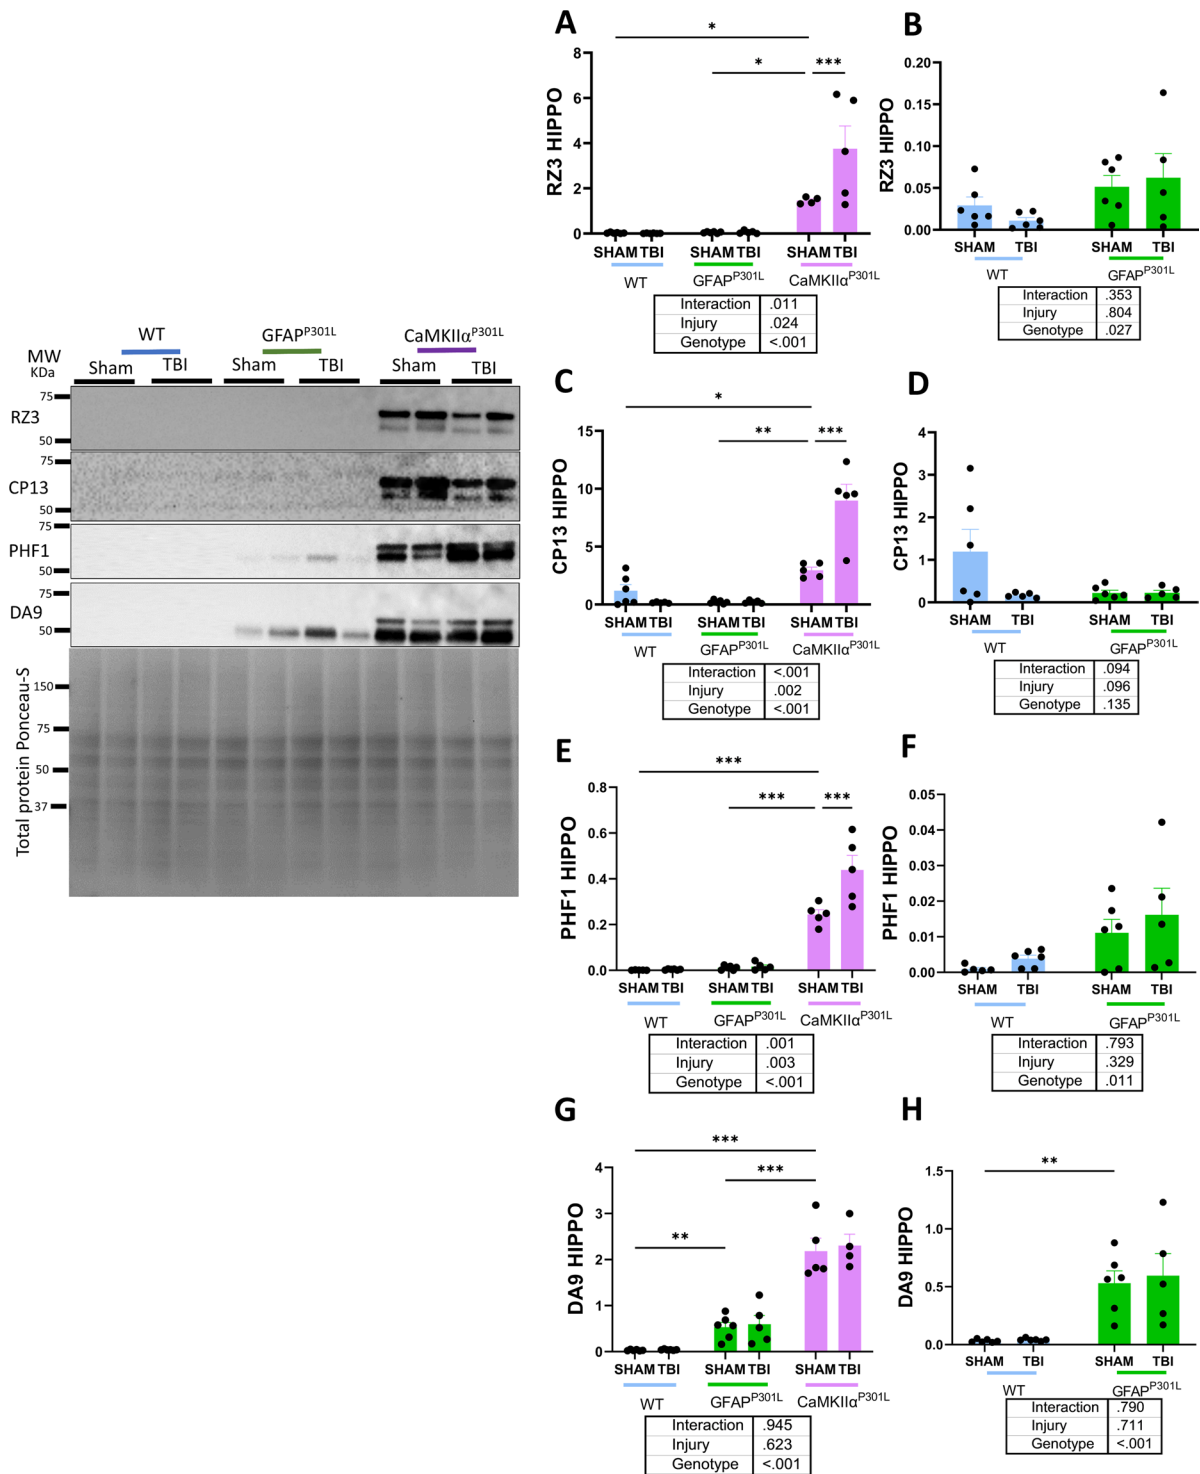 WT
GFAP^P301L
CaMKIIα^P301L
MW
KDa
Sham
TBI
Sham
TBI
Sham
TBI
75
RZ3
50
75
CP13
50
75
PHF1
50
75
DA9
50
Total protein Ponceau-S
150
75
50
37
A
*
*
***
RZ3 HIPPO
8
6
4
2
0
SHAM TBI
SHAM TBI
SHAM TBI
WT
GFAP^P301L
CaMKIIα^P301L
Interaction .011
Injury .024
Genotype <.001
B
RZ3 HIPPO
0.20
0.15
0.10
0.05
0.00
SHAM TBI
SHAM TBI
WT
GFAP^P301L
Interaction .353
Injury .804
Genotype .027
C
*
**
***
CP13 HIPPO
15
10
5
0
SHAM TBI
SHAM TBI
SHAM TBI
WT
GFAP^P301L
CaMKIIα^P301L
Interaction <.001
Injury .002
Genotype <.001
D
CP13 HIPPO
4
3
2
1
0
SHAM TBI
SHAM TBI
WT
GFAP^P301L
Interaction .094
Injury .096
Genotype .135
E
***
***
***
PHF1 HIPPO
0.8
0.6
0.4
0.2
0.0
SHAM TBI
SHAM TBI
SHAM TBI
WT
GFAP^P301L
CaMKIIα^P301L
Interaction .001
Injury .003
Genotype <.001
F
PHF1 HIPPO
0.05
0.04
0.03
0.02
0.01
0.00
SHAM TBI
SHAM TBI
WT
GFAP^P301L
Interaction .793
Injury .329
Genotype .011
G
***
***
**
DA9 HIPPO
4
3
2
1
0
SHAM TBI
SHAM TBI
SHAM TBI
WT
GFAP^P301L
CaMKIIα^P301L
Interaction .945
Injury .623
Genotype <.001
H
**
DA9 HIPPO
1.5
1.0
0.5
0.0
SHAM TBI
SHAM TBI
WT
GFAP^P301L
Interaction .790
Injury .711
Genotype <.001